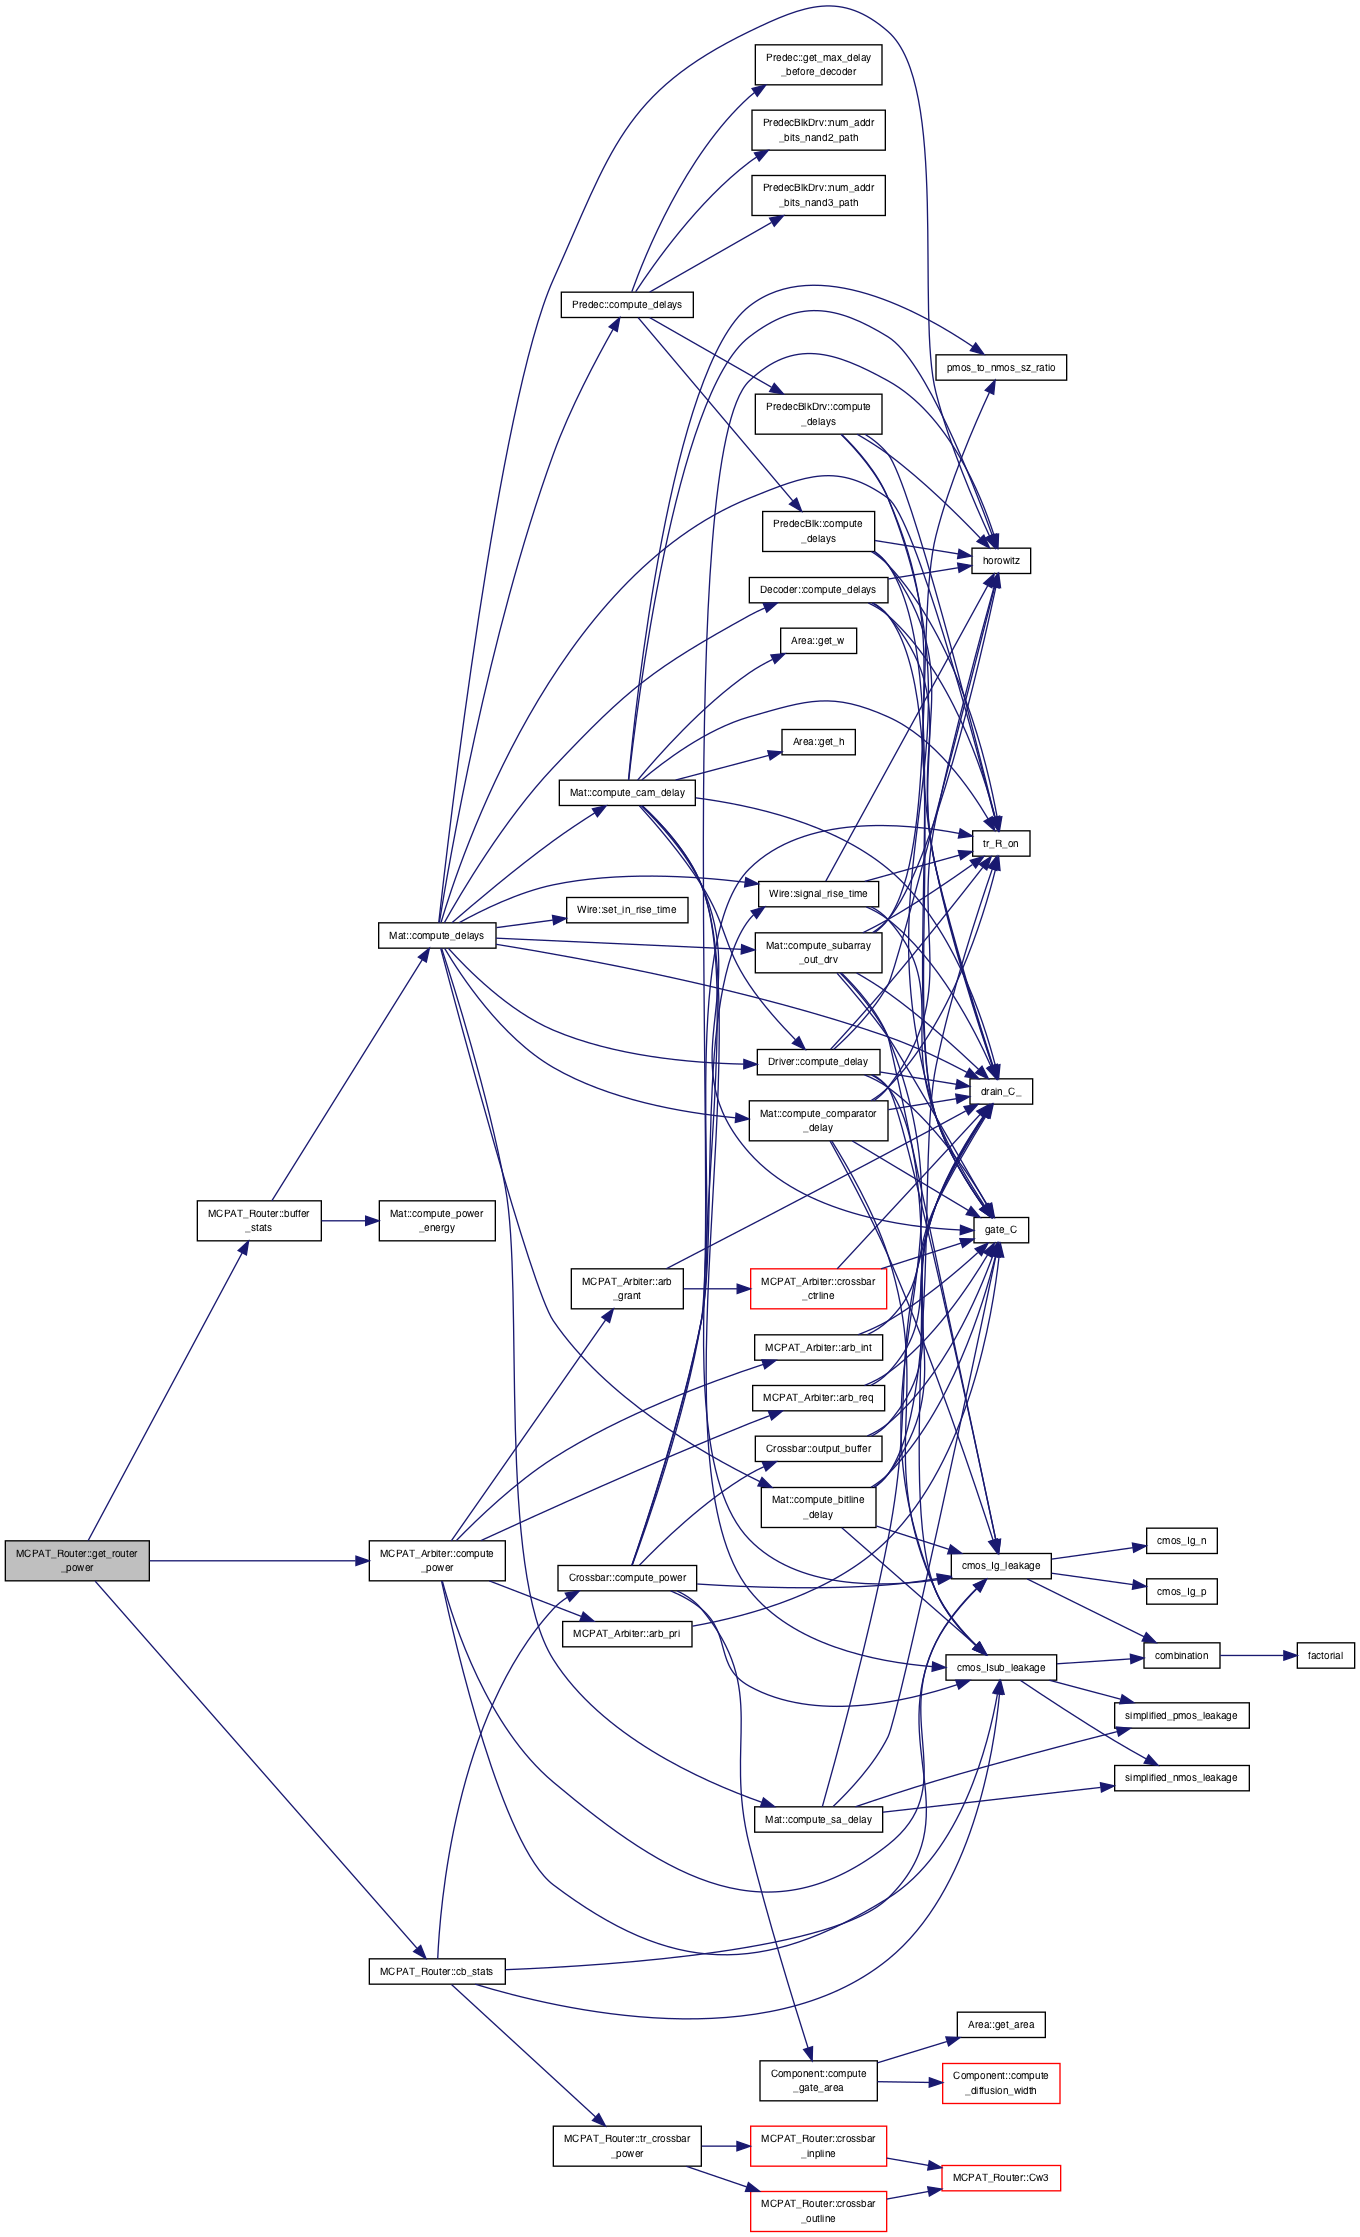 Predec::get_max_delay
_before_decoder
PredecBlkDrv::num_addr
_bits_nand2_path
PredecBlkDrv::num_addr
_bits_nand3_path
Predec::compute_delays
pmos_to_nmos_sz_ratio
PredecBlkDrv::compute
_delays
PredecBlk::compute
_delays
horowitz
Decoder::compute_delays
Area::get_w
Area::get_h
Mat::compute_cam_delay
tr_R_on
Wire::signal_rise_time
Wire::set_in_rise_time
Mat::compute_delays
Mat::compute_subarray
_out_drv
Driver::compute_delay
drain_C_
Mat::compute_comparator
_delay
MCPAT_Router::buffer
_stats
Mat::compute_power
_energy
gate_C
MCPAT_Arbiter::arb
_grant
MCPAT_Arbiter::crossbar
_ctrline
MCPAT_Arbiter::arb_int
MCPAT_Arbiter::arb_req
Crossbar::output_buffer
Mat::compute_bitline
_delay
MCPAT_Router::get_router
_power
MCPAT_Arbiter::compute
_power
Crossbar::compute_power
cmos_Ig_leakage
cmos_Ig_n
cmos_Ig_p
MCPAT_Arbiter::arb_pri
cmos_Isub_leakage
combination
factorial
simplified_pmos_leakage
simplified_nmos_leakage
Mat::compute_sa_delay
MCPAT_Router::cb_stats
Area::get_area
Component::compute
_gate_area
Component::compute
_diffusion_width
MCPAT_Router::tr_crossbar
_power
MCPAT_Router::crossbar
_inpline
MCPAT_Router::Cw3
MCPAT_Router::crossbar
_outline